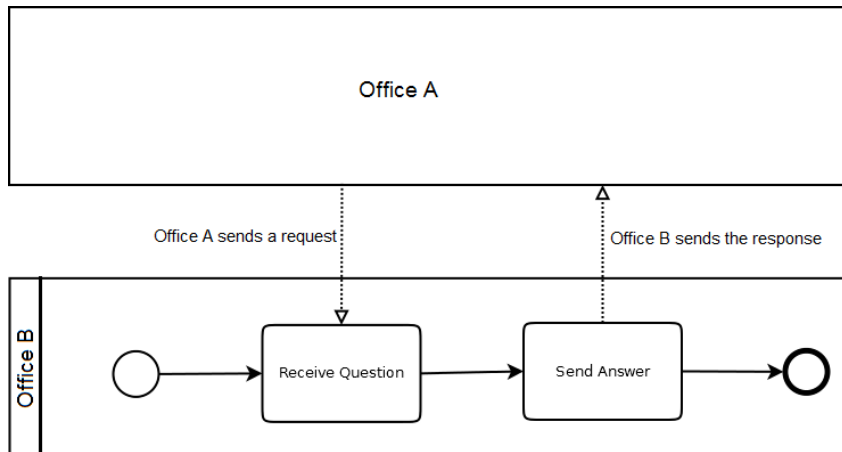 Office A
Office A sends a request
Office B sends the response
Office B
Receive Question
Send Answer